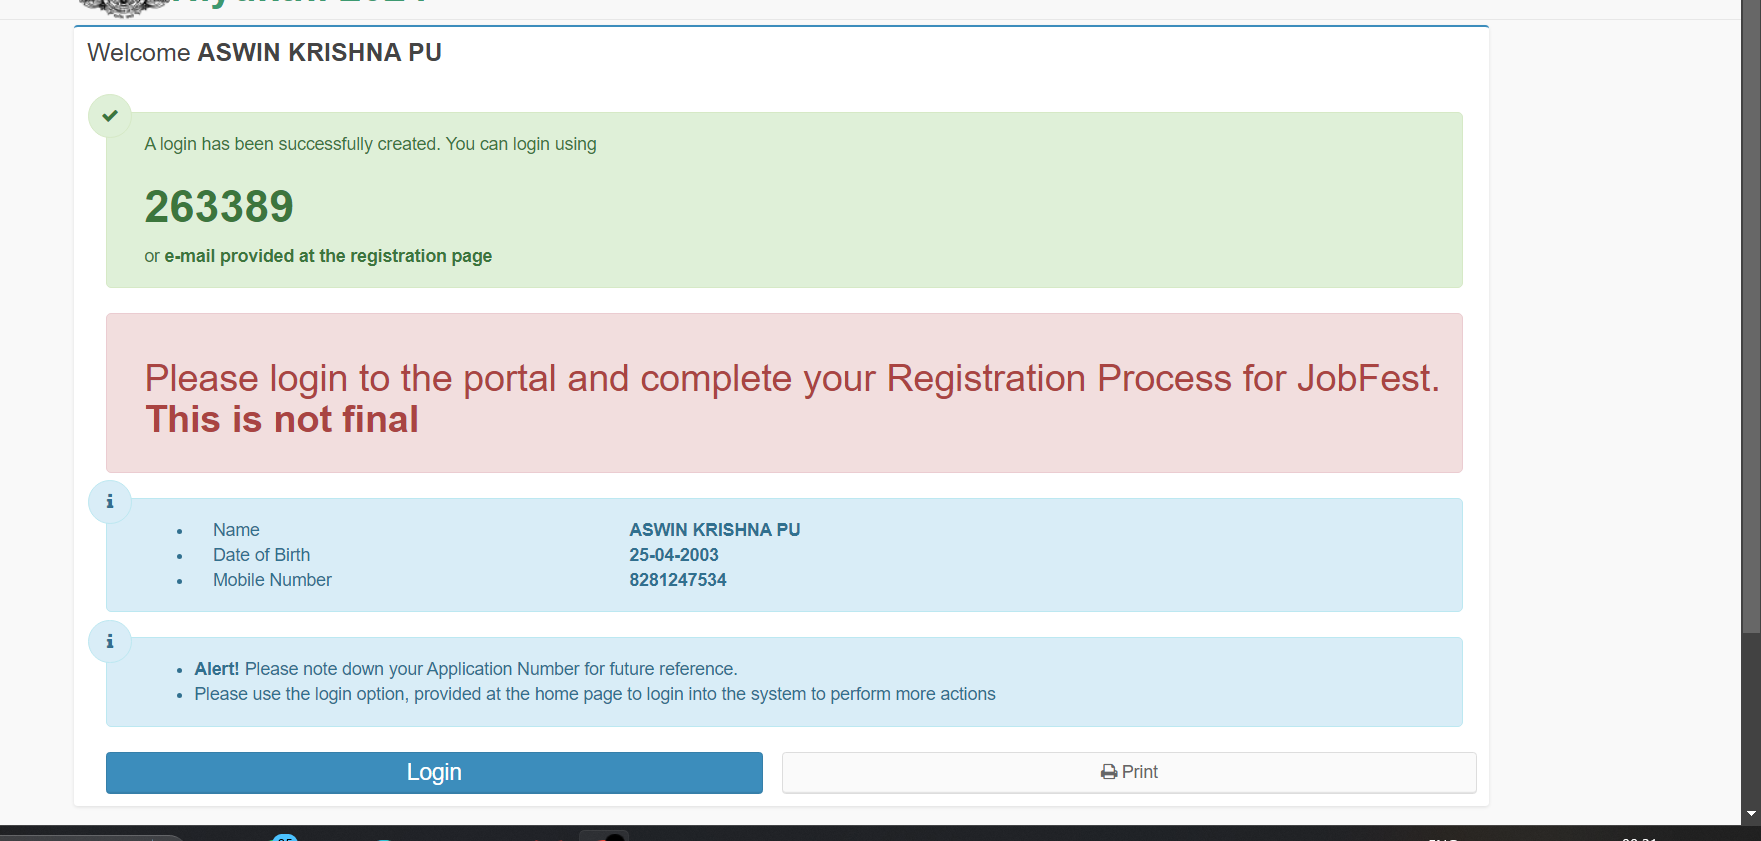 Welcome ASWIN KRISHNA PU
A login has been successfully created. You can login using
263389
or e-mail provided at the registration page
Please login to the portal and complete your Registration Process for JobFest.
This is not final
Name ASWIN KRISHNA PU
Date of Birth 25-04-2003
Mobile Number 8281247534
Alert! Please note down your Application Number for future reference.
Please use the login option, provided at the home page to login into the system to perform more actions
Login
Print